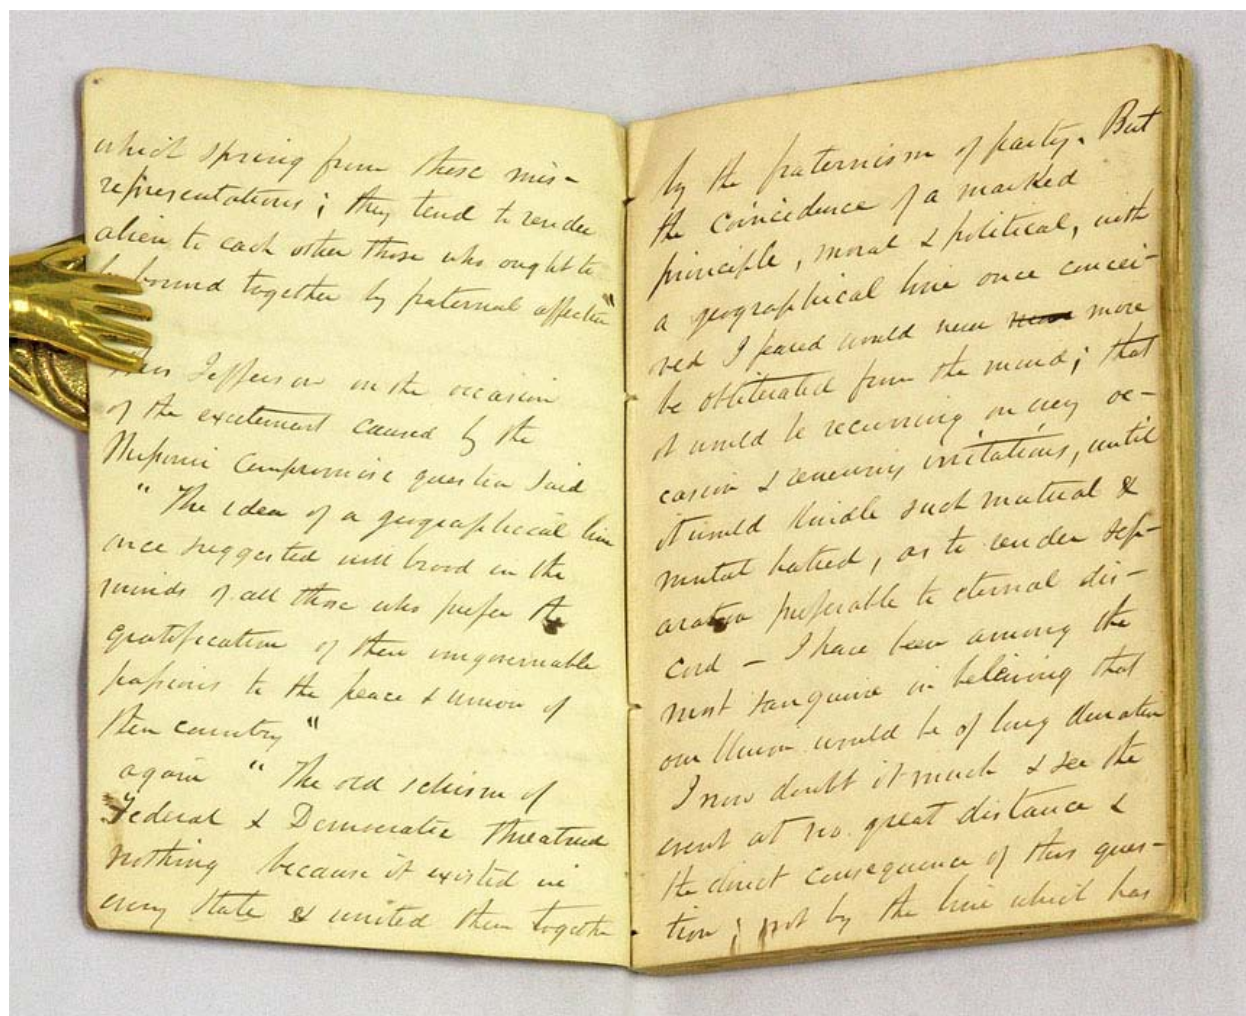 which spring from these mis-
representations; they tend to render
alien to each other those who ought to
bound together by fraternal affection"
Jefferson on the occasion
of the excitement caused by the
Missouri Compromise question said
" The idea of a geographical line
once suggested will brood in the
minds of all those who prefer the
gratification of their ungovernable
passions to the peace & union of
their country "
again " The old schism of
Federal & Democratic threatned
nothing because it existed in
every State & united them together
by the fraternism of party. But
the coincidence of a marked
principle, moral & political, with
a geographical line once concei-
ved I feared would never more
be obliterated from the mind; that
it would be recurring on every oc-
casion & renewing irritations, until
it would kindle such mutual &
mutal hatred, as to render sep-
aration preferable to eternal dis-
cord - I have been among the
most sanguine in believing that
our Union would be of long duration
I now doubt it much & see the
event at no great distance &
the direct consequence of this ques-
tion; not by the line which has